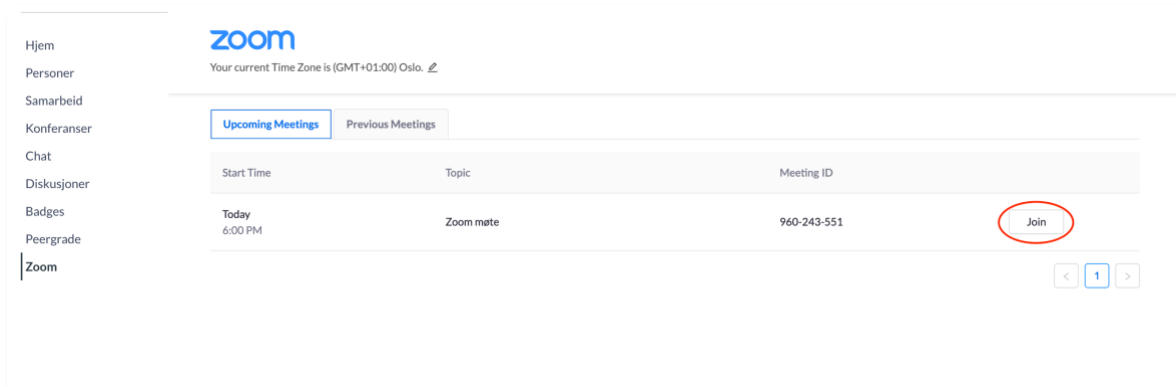 Hjem
Personer
Samarbeid
Konferanser
Chat
Diskusjoner
Badges
Peergrade
Zoom
zoom
Your current Time Zone is (GMT+01:00) Oslo.
Upcoming Meetings Previous Meetings
Start Time Topic Meeting ID
Today
6:00 PM Zoom møte 960-243-551 Join
< 1 >